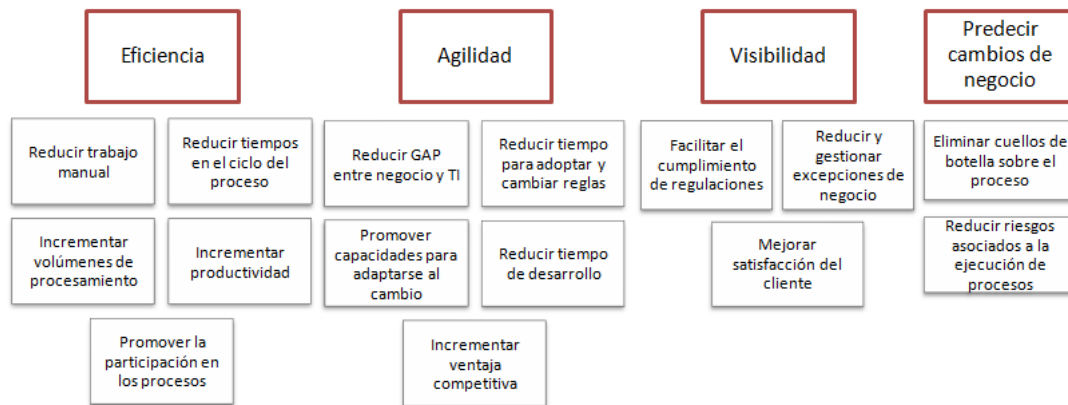 Eficiencia
Agilidad
Visibilidad
Predecir
cambios de
negocio
Reducir trabajo
manual
Reducir tiempos
en el ciclo del
proceso
Reducir GAP
entre negocio y TI
Reducir tiempo
para adoptar y
cambiar reglas
Facilitar el
cumplimiento
de regulaciones
Reducir y
gestionar
excepciones de
negocio
Eliminar cuellos de
botella sobre el
proceso
Incrementar
volúmenes de
procesamiento
Incrementar
productividad
Promover
capacidades para
adaptarse al
cambio
Reducir tiempo
de desarrollo
Mejorar
satisfacción del
cliente
Reducir riesgos
asociados a la
ejecución de
procesos
Promover la
participación en
los procesos
Incrementar
ventaja
competitiva